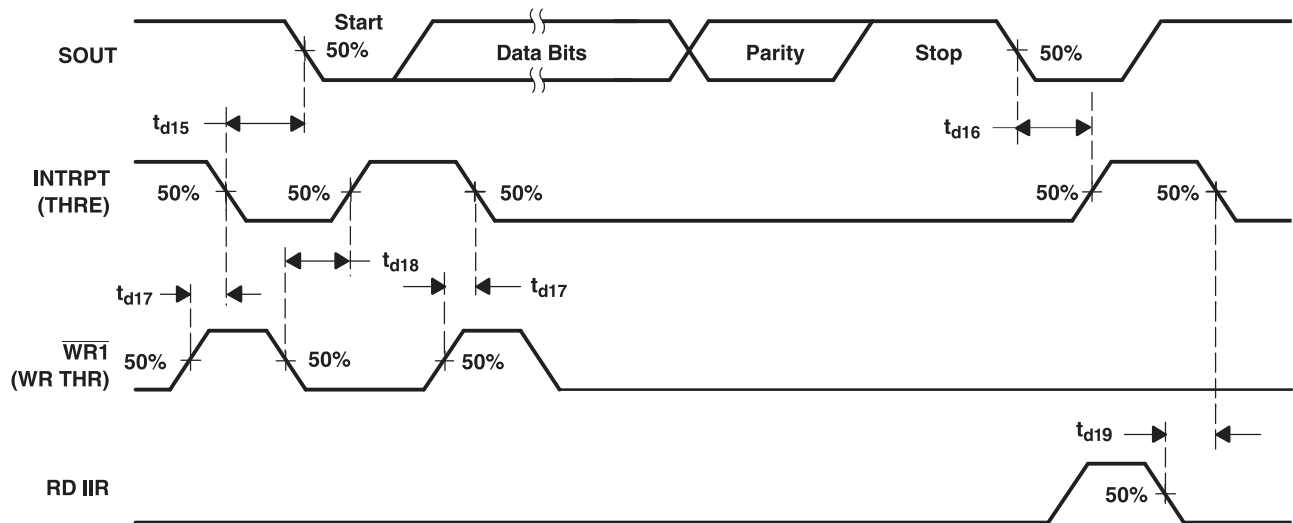 Start
SOUT
50%
Data Bits
Parity
Stop
50%
td15
td16
INTRPT
(THRE)
50%
50%
50%
50%
50%
td18
td17
td17
WR1
(WR THR)
50%
50%
50%
td19
RD IIR
50%